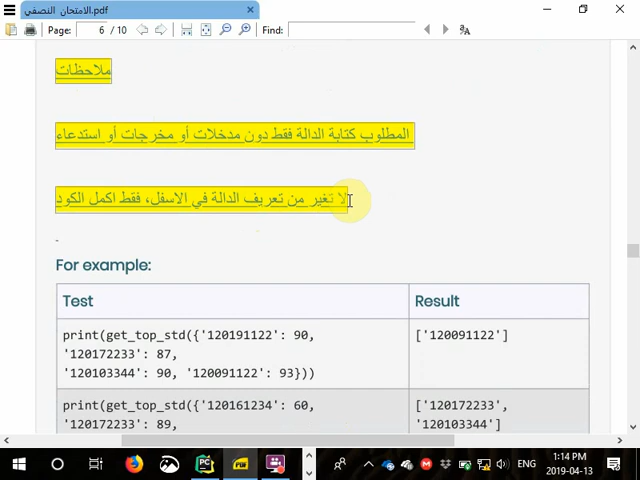 الامتحان النصفي.pdf
Page: 6 / 10 Find:
ملاحظات
المطلوب كتابة الدالة فقط دون مدخلات أو مخرجات أو استدعاء
لا تغير من تعريف الدالة في الاسفل، فقط اكمل الكود
For example:
Test Result
print(get_top_std({'120191122': 90, ['120091122']
'120172233': 87,
'120103344': 90, '120091122': 93}))
print(get_top_std({'120161234': 60, ['120172233',
'120172233': 89, '120103344']
ENG 1:14 PM
2019-04-13